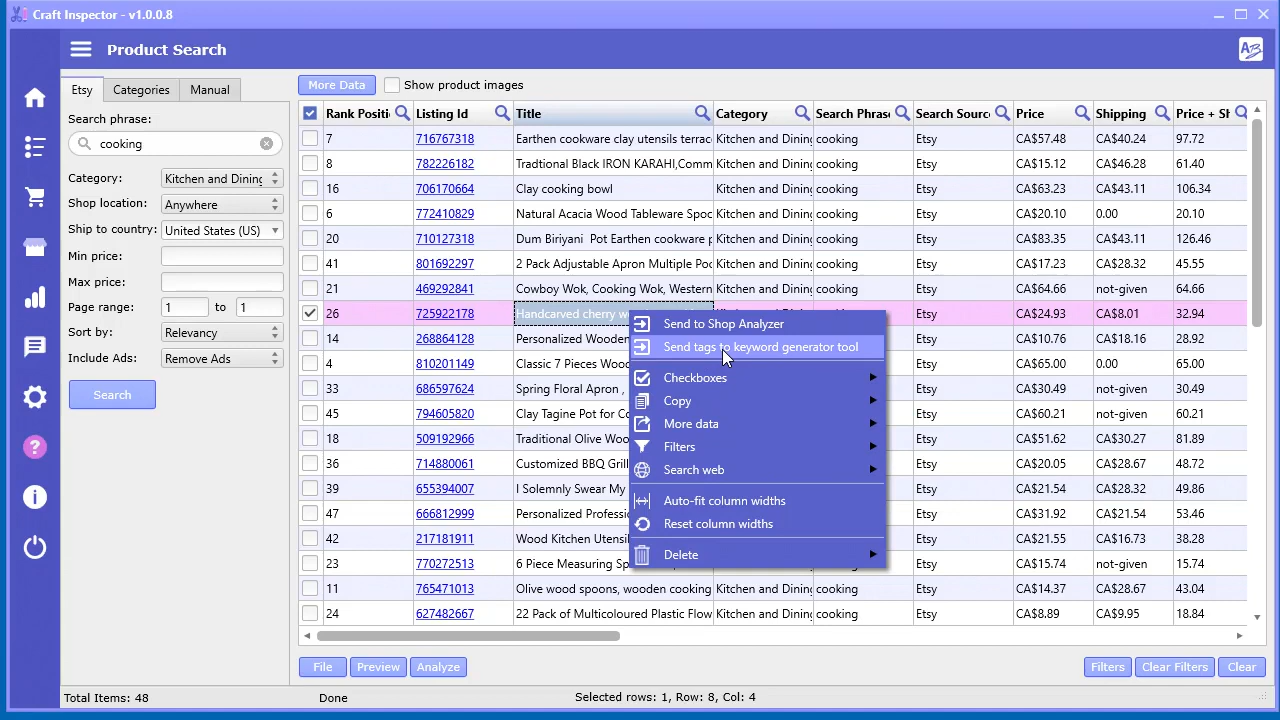 Craft Inspector - v1.0.0.8
Product Search
Etsy Categories Manual
Search phrase:
cooking
Category: Kitchen and Dining
Shop location: Anywhere
Ship to country: United States (US)
Min price:
Max price:
Page range: 1 to 1
Sort by: Relevancy
Include Ads: Remove Ads
Search
More Data Show product images
Rank Positi Listing Id Title Category Search Phrase Search Source Price Shipping Price + Sh
7 716767318 Earthen cookware clay utensils terrac Kitchen and Dining cooking Etsy CA$57.48 CA$40.24 97.72
8 782226182 Tradtional Black IRON KARAHI,Comm Kitchen and Dining cooking Etsy CA$15.12 CA$46.28 61.40
16 706170664 Clay cooking bowl Kitchen and Dining cooking Etsy CA$63.23 CA$43.11 106.34
6 772410829 Natural Acacia Wood Tableware Spoc Kitchen and Dining cooking Etsy CA$20.10 0.00 20.10
20 710127318 Dum Biriyani Pot Earthen cookware p Kitchen and Dining cooking Etsy CA$83.35 CA$43.11 126.46
41 801692297 2 Pack Adjustable Apron Multiple Poc Kitchen and Dining cooking Etsy CA$17.23 CA$28.32 45.55
21 469292841 Cowboy Wok, Cooking Wok, Western Kitchen and Dining cooking Etsy CA$64.66 not-given 64.66
26 725922178 Handcarved cherry wo CA$24.93 CA$8.01 32.94
14 268864128 Personalized Wooden CA$10.76 CA$18.16 28.92
4 810201149 Classic 7 Pieces Wood CA$65.00 0.00 65.00
33 686597624 Spring Floral Apron , CA$30.49 not-given 30.49
45 794605820 Clay Tagine Pot for Co CA$60.21 not-given 60.21
18 509192966 Traditional Olive Woo CA$51.62 CA$30.27 81.89
36 714880061 Customized BBQ Grill Etsy CA$20.05 CA$28.67 48.72
39 655394007 I Solemnly Swear My Etsy CA$21.54 CA$28.32 49.86
47 666812999 Personalized Professio Etsy CA$31.92 CA$21.54 53.46
42 217181911 Wood Kitchen Utensil Etsy CA$21.55 CA$16.73 38.28
23 770272513 6 Piece Measuring Sp Etsy CA$15.74 not-given 15.74
11 765471013 Olive wood spoons, wooden cooking Kitchen and Dining cooking Etsy CA$14.37 CA$28.67 43.04
24 627482667 22 Pack of Multicoloured Plastic Flow Kitchen and Dining cooking Etsy CA$8.89 CA$9.95 18.84
Send to Shop Analyzer
Send tags to keyword generator tool
Checkboxes
Copy
More data
Filters
Search web
Auto-fit column widths
Reset column widths
Delete
File Preview Analyze Filters Clear Filters Clear
Total Items: 48 Done Selected rows: 1, Row: 8, Col: 4